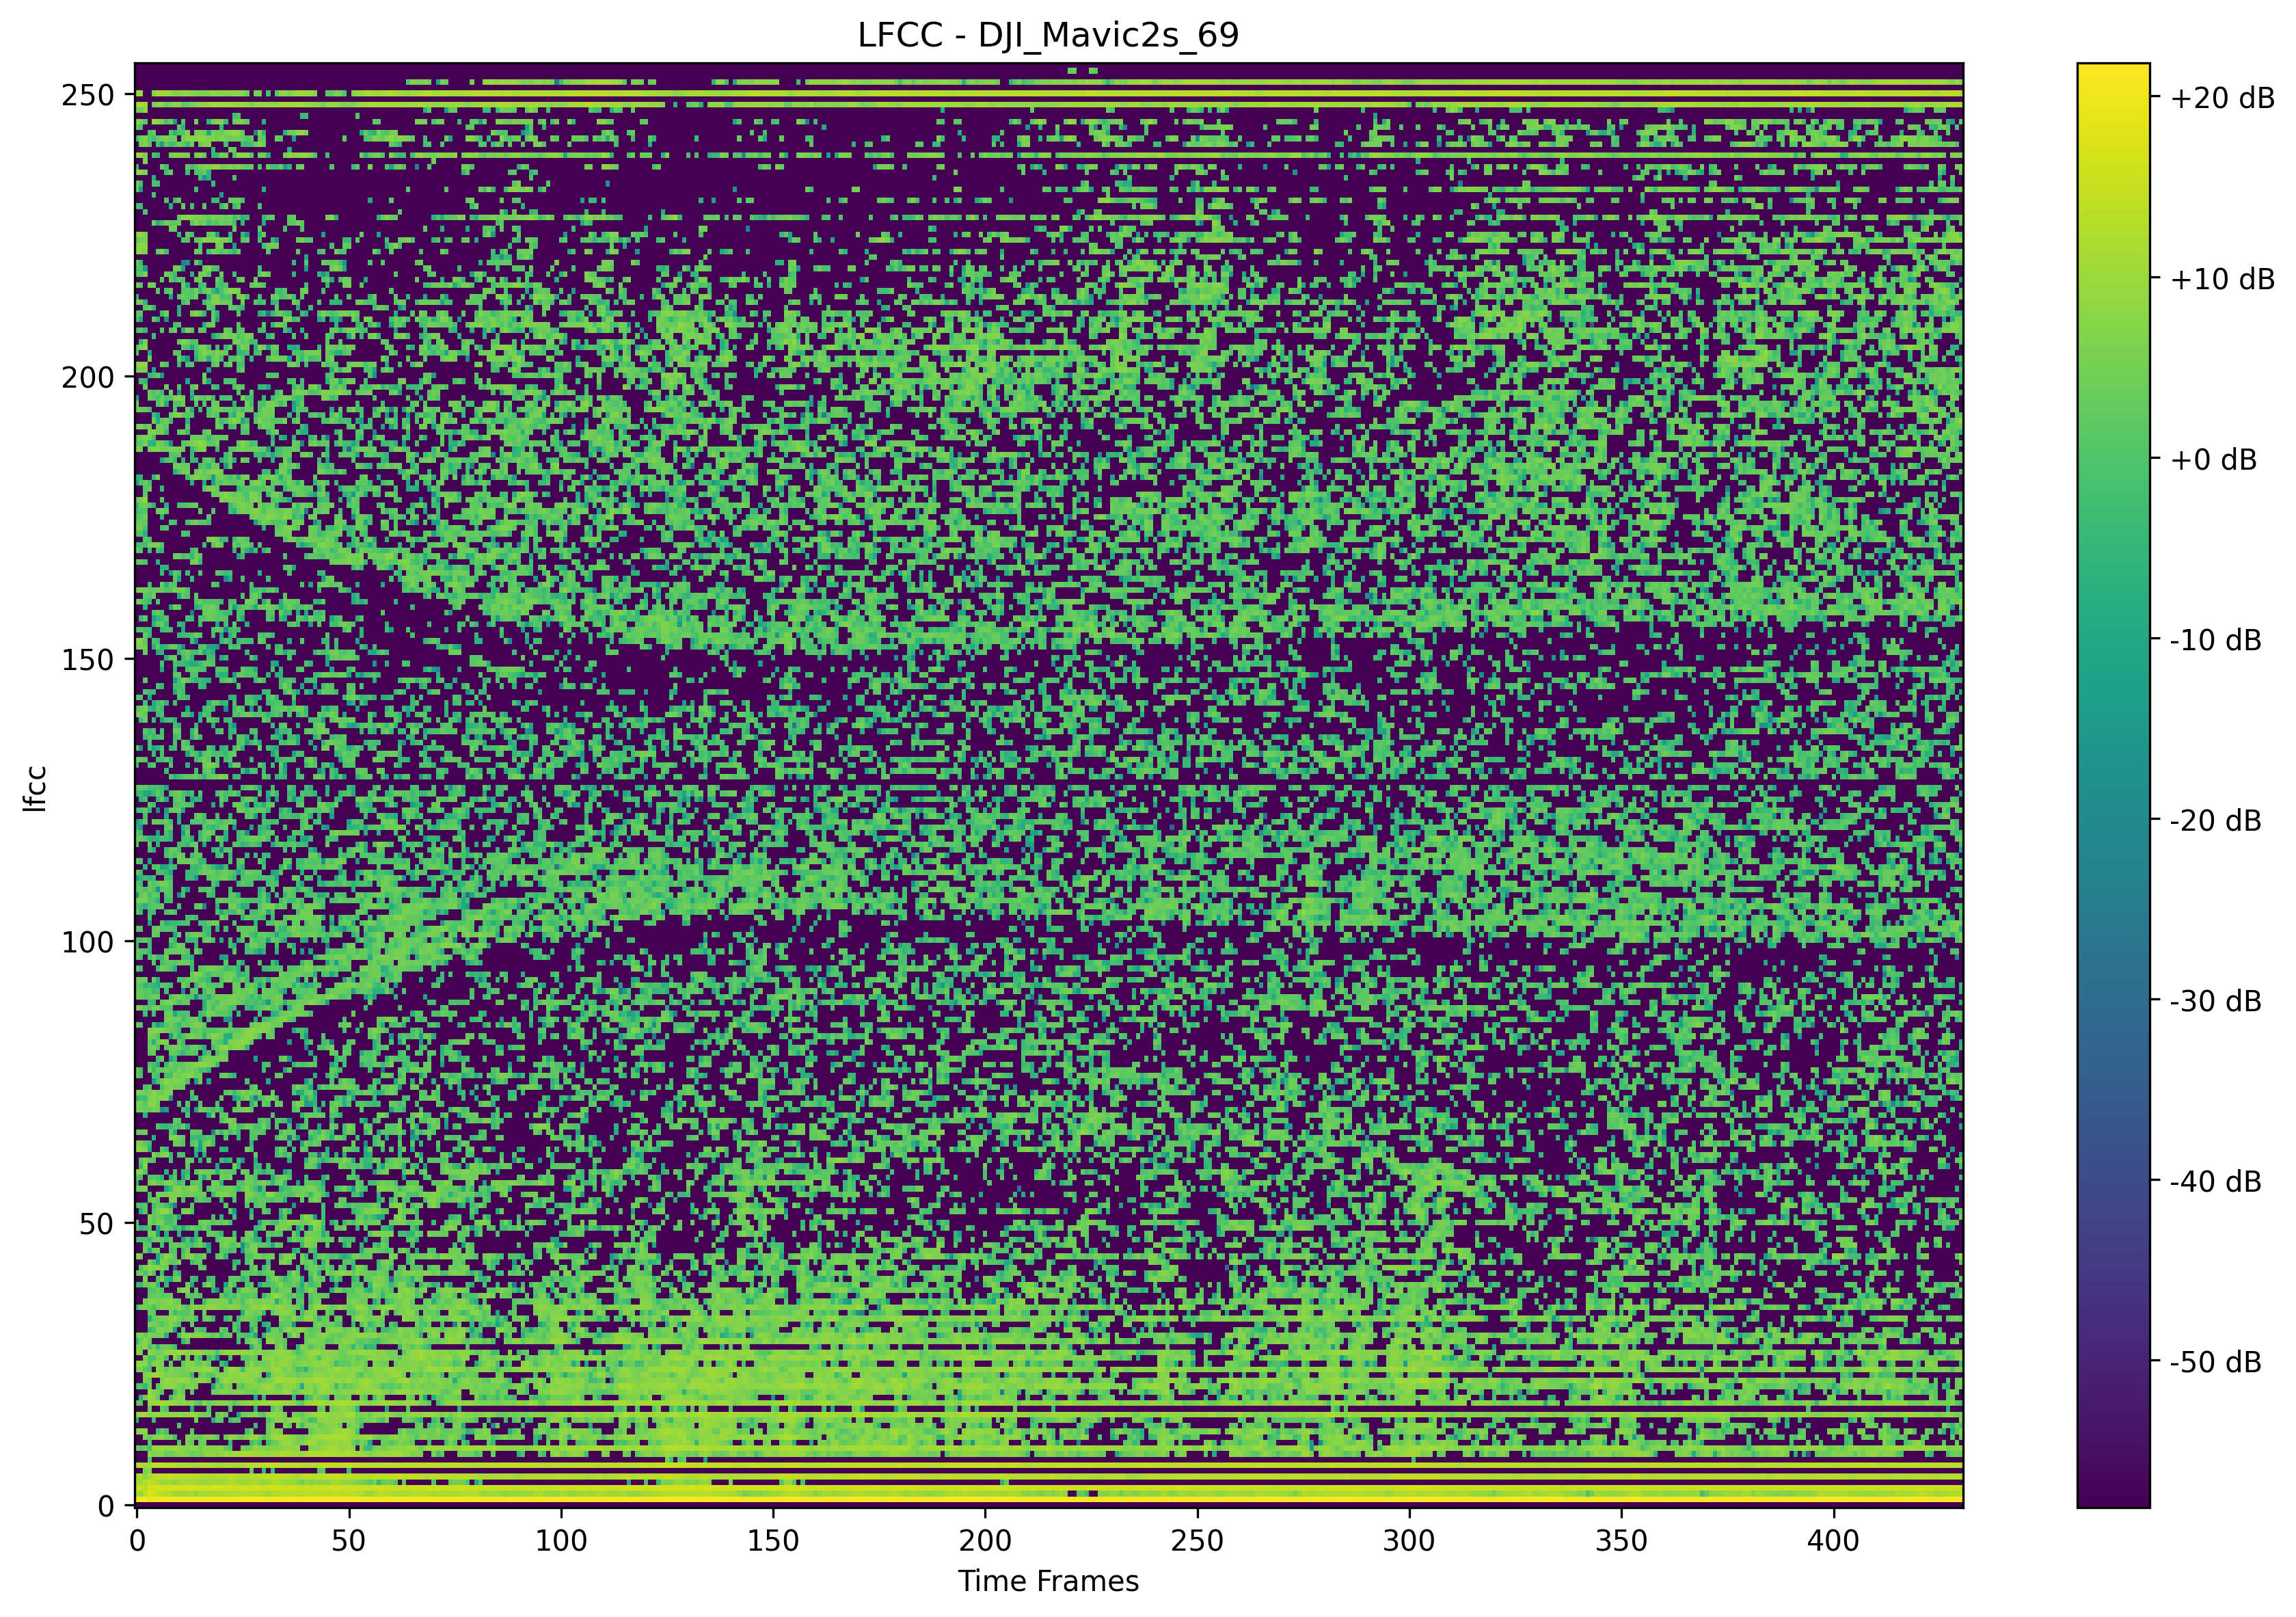 LFCC - DJI_Mavic2s_69
250
200
150
100
50
0
lfcc
0 50 100 150 200 250 300 350 400
Time Frames
+20 dB
+10 dB
+0 dB
-10 dB
-20 dB
-30 dB
-40 dB
-50 dB